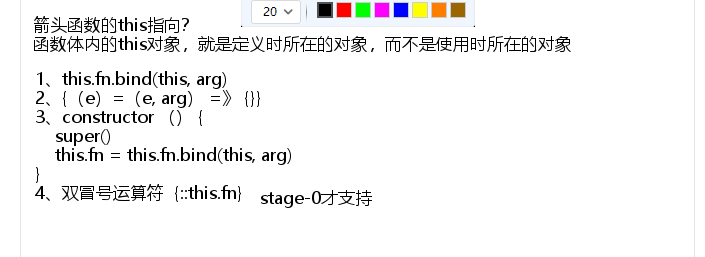 20
箭头函数的this指向？
函数体内的this对象，就是定义时所在的对象，而不是使用时所在的对象
1、this.fn.bind(this, arg)
2、{（e）=（e, arg） =》 {}}
3、constructor （）{
super()
this.fn = this.fn.bind(this, arg)
}
4、双冒号运算符｛::this.fn｝ stage-0才支持